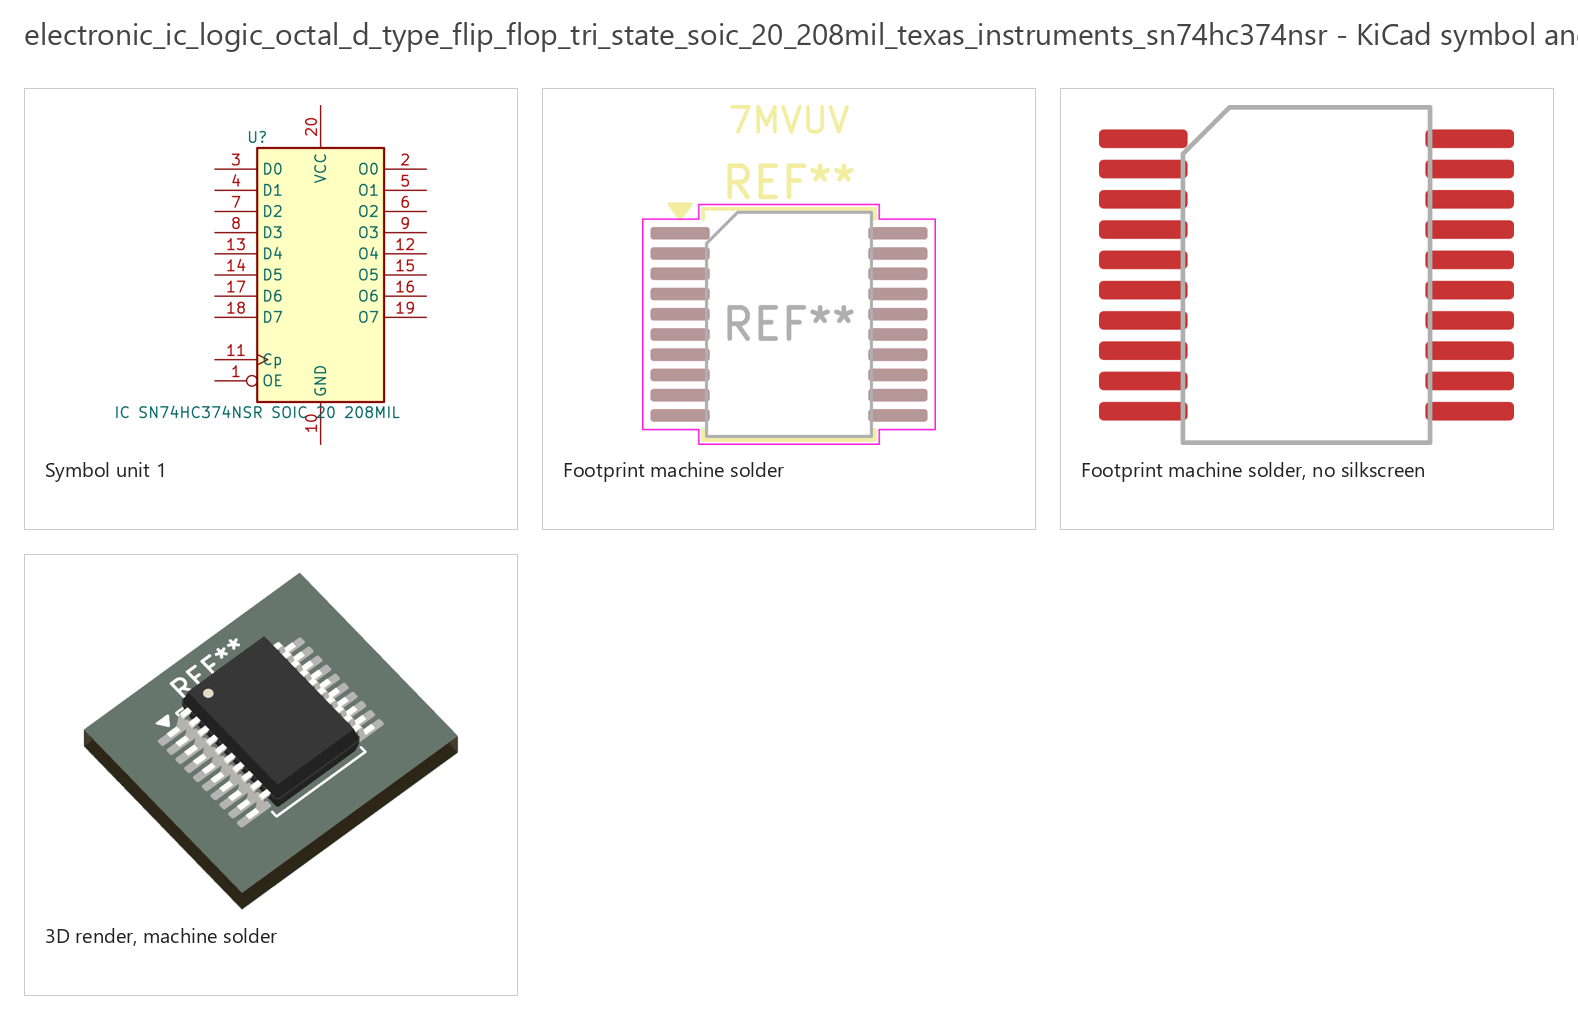 electronic_ic_logic_octal_d_type_flip_flop_tri_state_soic_20_208mil_texas_instruments_sn74hc374nsr - KiCad symbol an
20
U?
VCC
3 D0 O0 2
4 D1 O1 5
7 D2 O2 6
8 D3 O3 9
13 D4 O4 12
14 D5 O5 15
17 D6 O6 16
18 D7 O7 19
11 Cp
1 OE
GND
IC SN74HC374NSR SOIC 20 208MIL
10
Symbol unit 1
7MVUV
REF**
REF**
Footprint machine solder
Footprint machine solder, no silkscreen
REF**
3D render, machine solder